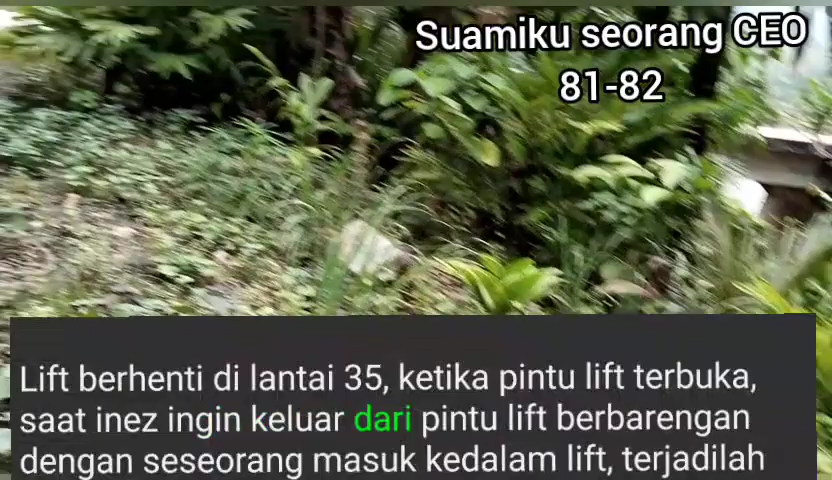 Suamiku seorang CEO
81-82
Lift berhenti di lantai 35, ketika pintu lift terbuka,
saat inez ingin keluar dari pintu lift berbarengan
dengan seseorang masuk kedalam lift, terjadilah